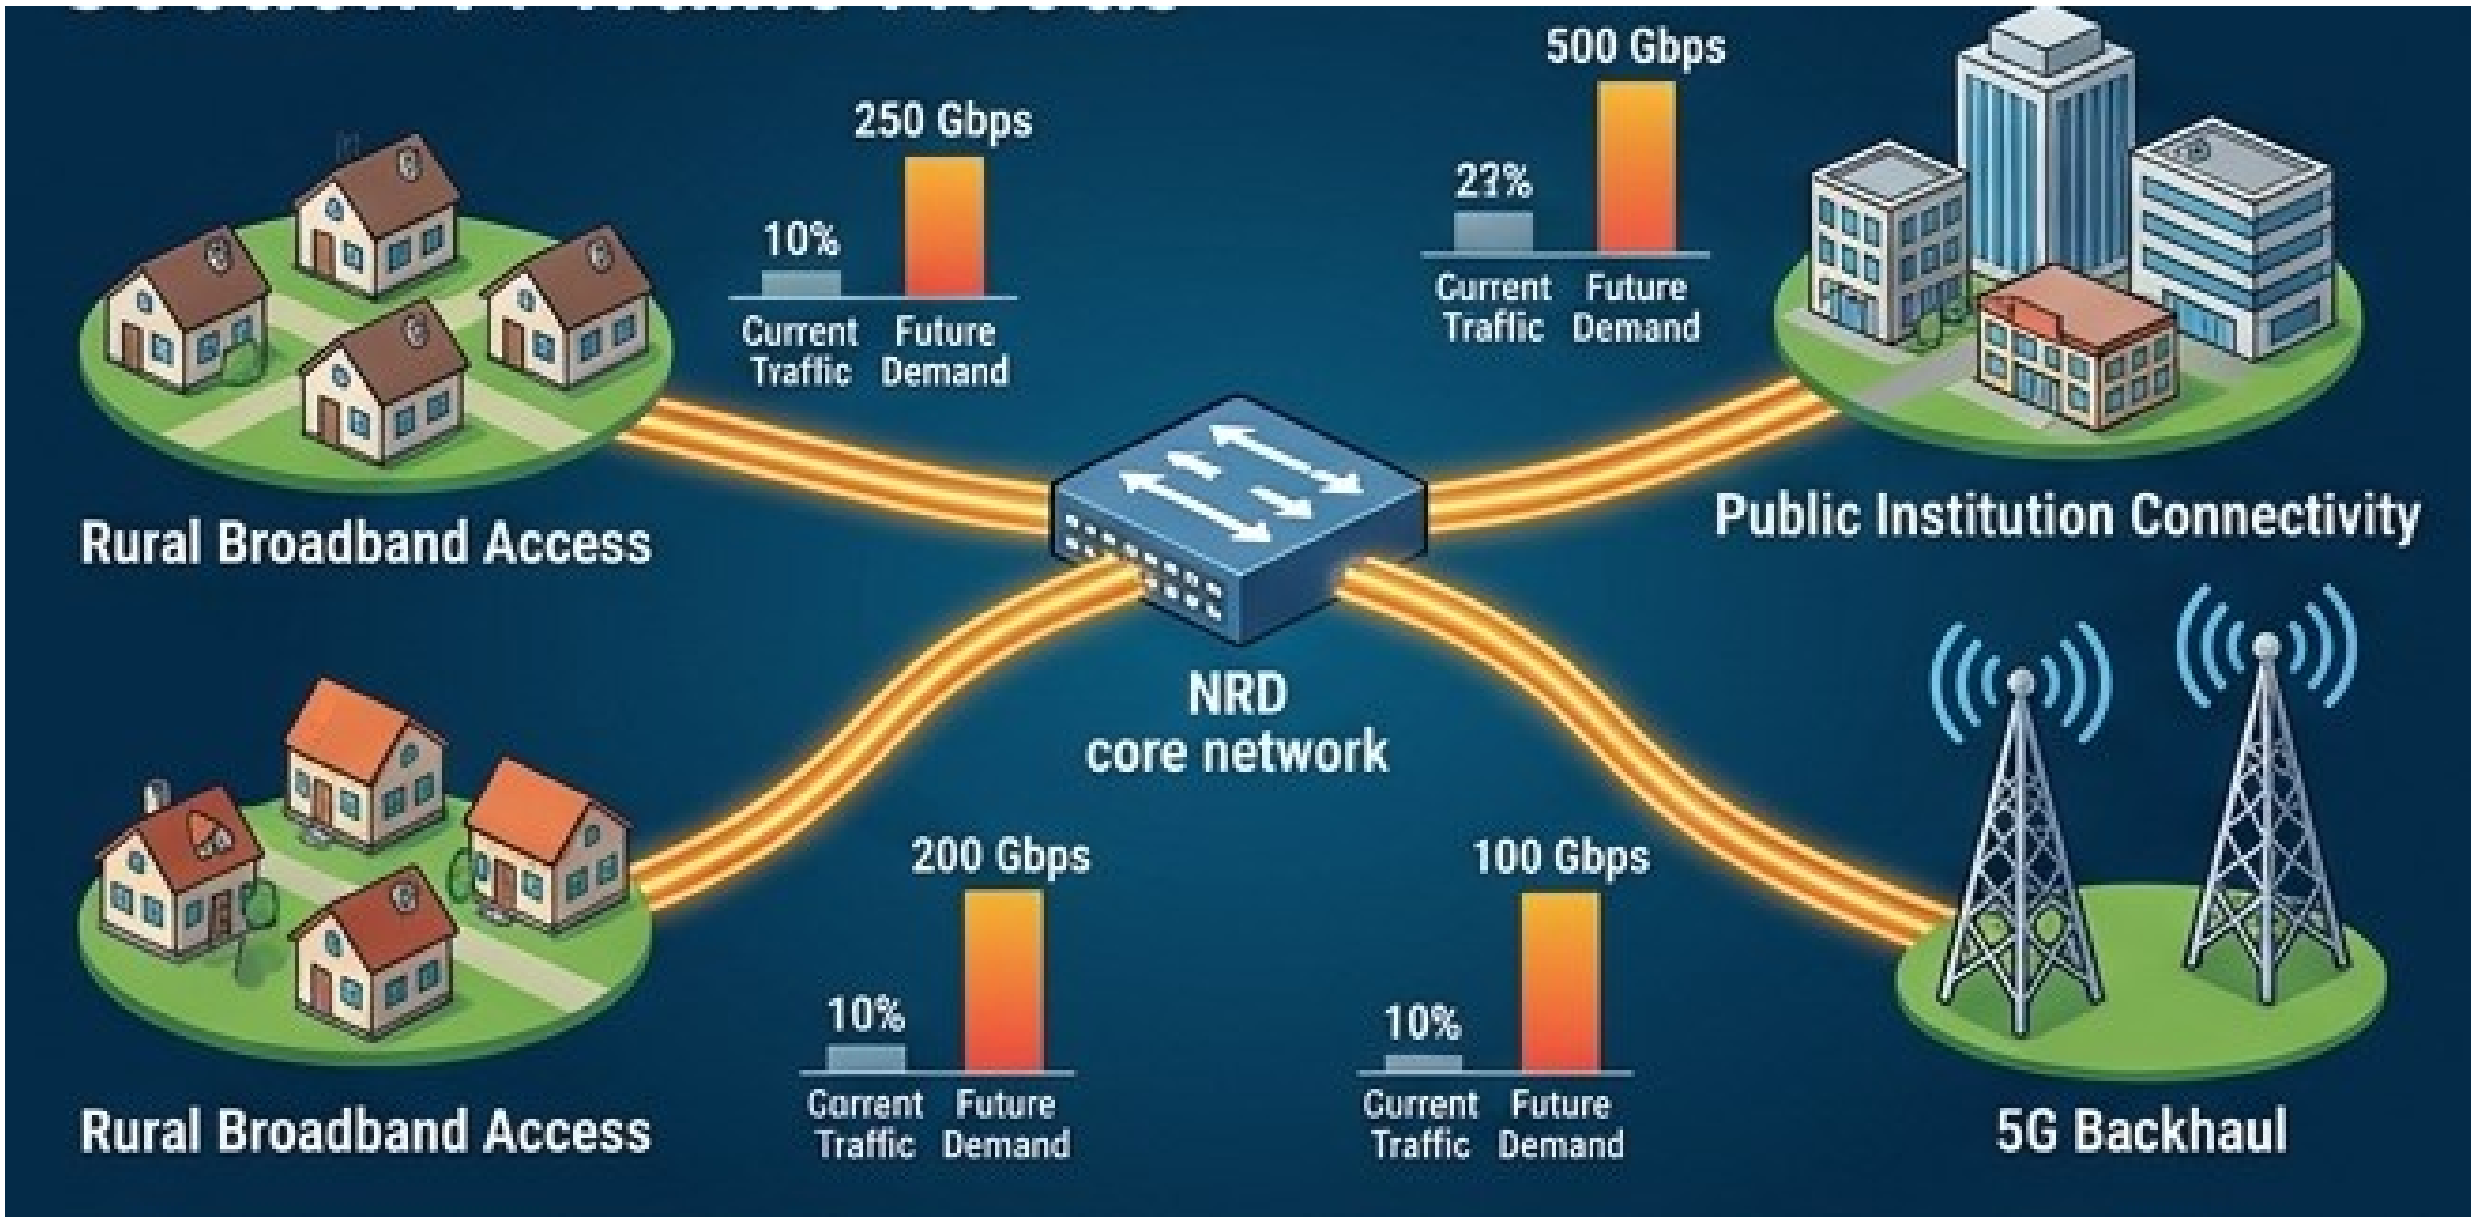 500 Gbps
250 Gbps
2?%
10%
Current
Traffic
Future
Demand
Current
Traffic
Future
Demand
Rural Broadband Access
Public Institution Connectivity
NRD
core network
200 Gbps
100 Gbps
10%
10%
Gorrent
Traffic
Future
Demand
Current
Traffic
Future
Demand
Rural Broadband Access
5G Backhaul